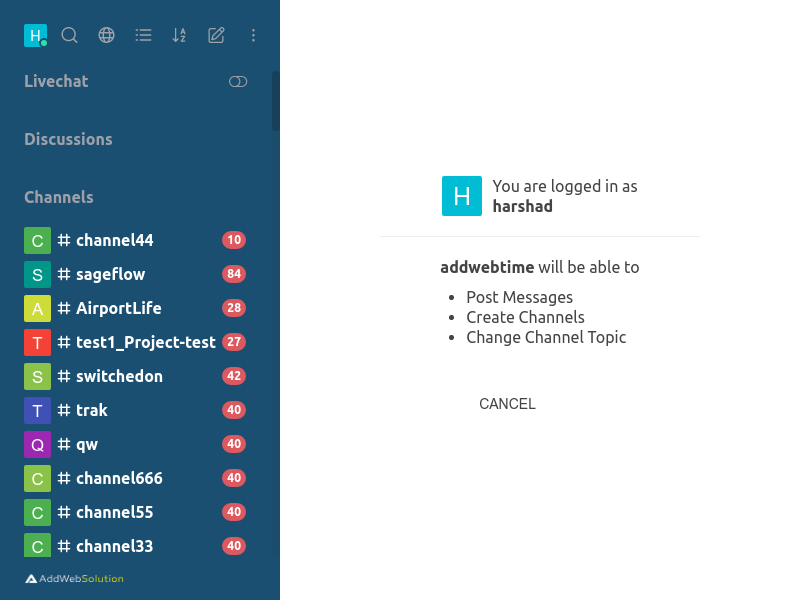 H
Livechat
Discussions
Channels
C # channel44 10
S # sageflow 84
A # AirportLife 28
T # test1_Project-test 27
S # switchedon 42
T # trak 40
Q # qw 40
C # channel666 40
C # channel55 40
C # channel33 40
AddWebSolution
H
You are logged in as
harshad
addwebtime will be able to
• Post Messages
• Create Channels
• Change Channel Topic
CANCEL